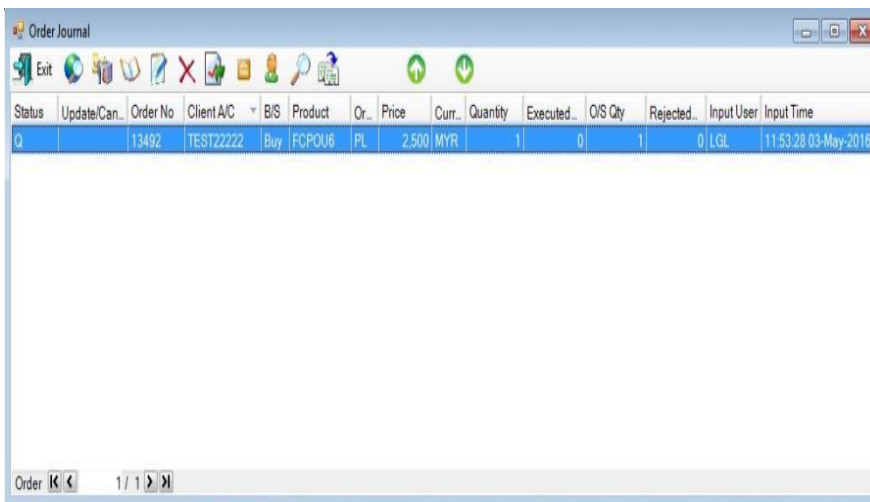 Order Journal
Exit
Status Update/Can... Order No Client A/C B/S Product Or... Price Curr... Quantity Executed... O/S Qty Rejected... Input User Input Time
Q 13492 TEST22222 Buy FCPOU6 PL 2,500 MYR 1 0 1 0 LGL 11:53:28 03-May-2016
Order 1 / 1